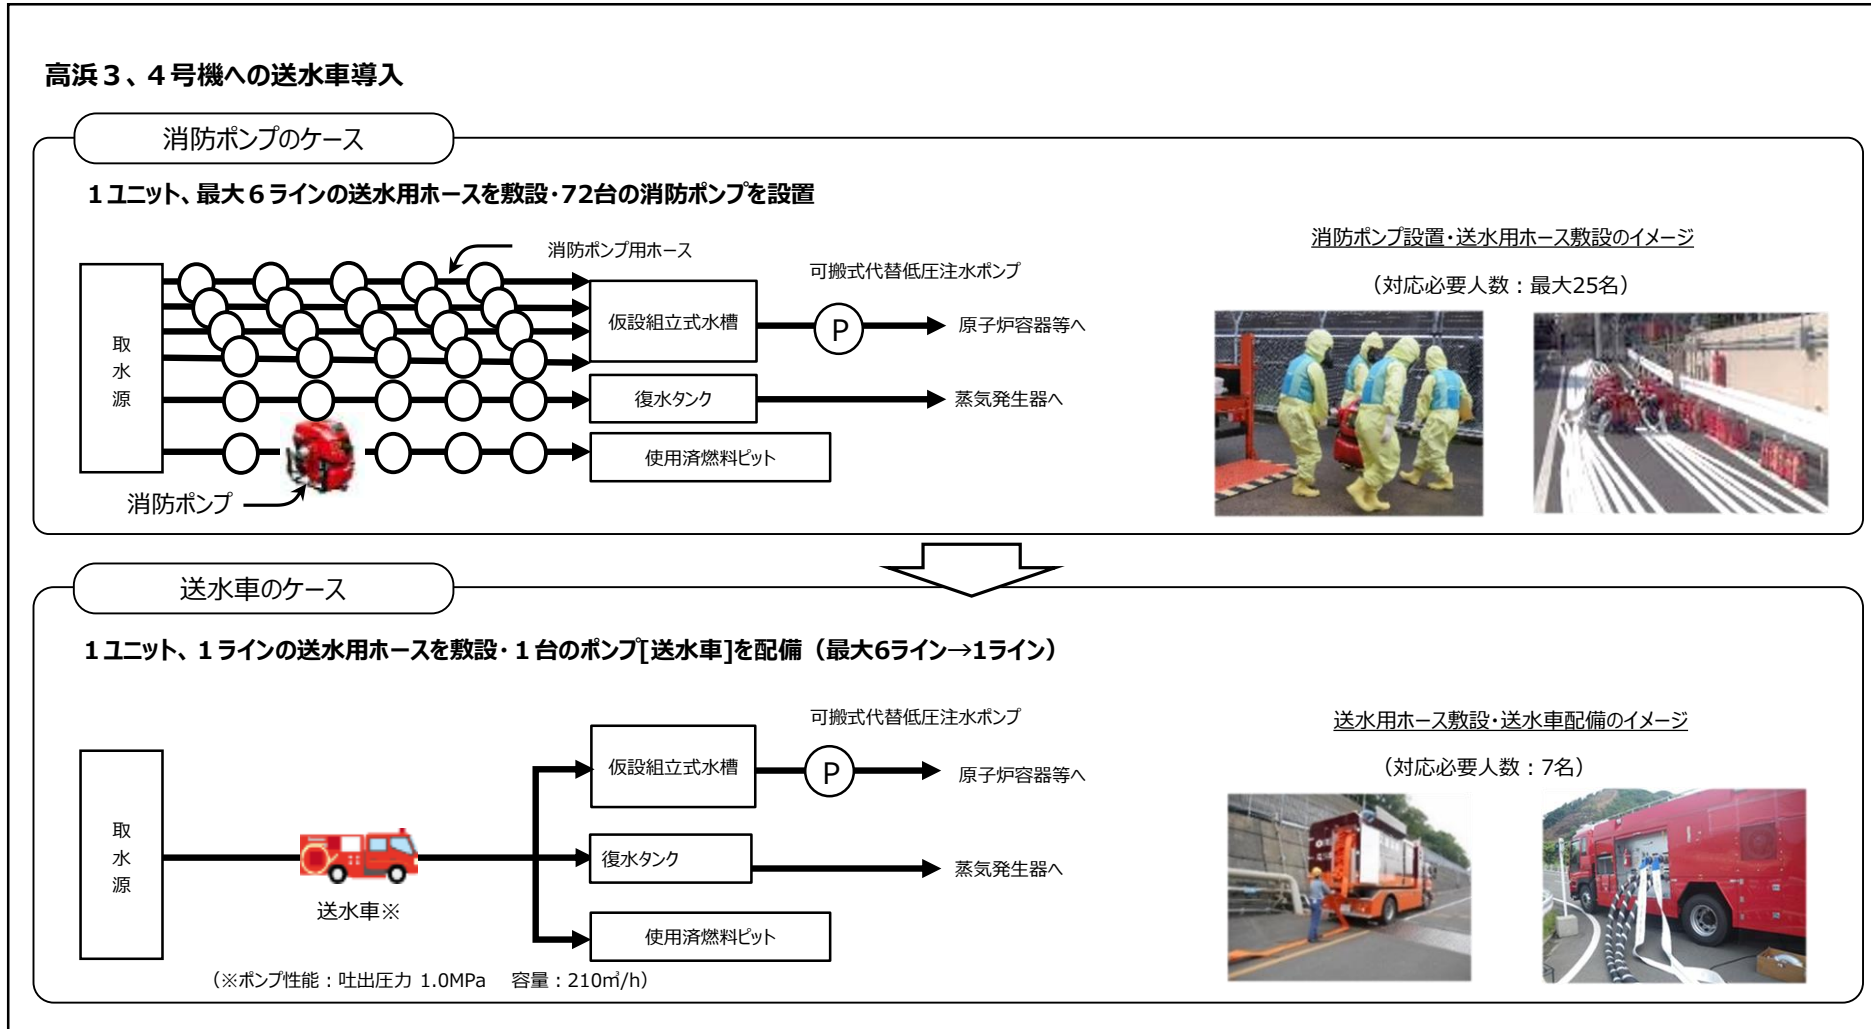 高浜３、４号機への送水車導入
消防ポンプのケース
１ユニット、最大６ラインの送水用ホースを敷設・72台の消防ポンプを設置
消防ポンプ用ホース
消防ポンプ設置・送水用ホース敷設のイメージ
可搬式代替低圧注水ポンプ
（対応必要人数：最大25名）
取水源
仮設組立式水槽
P
原子炉容器等へ
復水タンク
蒸気発生器へ
使用済燃料ピット
消防ポンプ
送水車のケース
１ユニット、１ラインの送水用ホースを敷設・１台のポンプ[送水車]を配備（最大6ライン→1ライン）
可搬式代替低圧注水ポンプ
送水用ホース敷設・送水車配備のイメージ
（対応必要人数：7名）
取水源
仮設組立式水槽
P
原子炉容器等へ
復水タンク
蒸気発生器へ
送水車※
使用済燃料ピット
（※ポンプ性能：吐出圧力 1.0MPa　容量：210㎥/h）